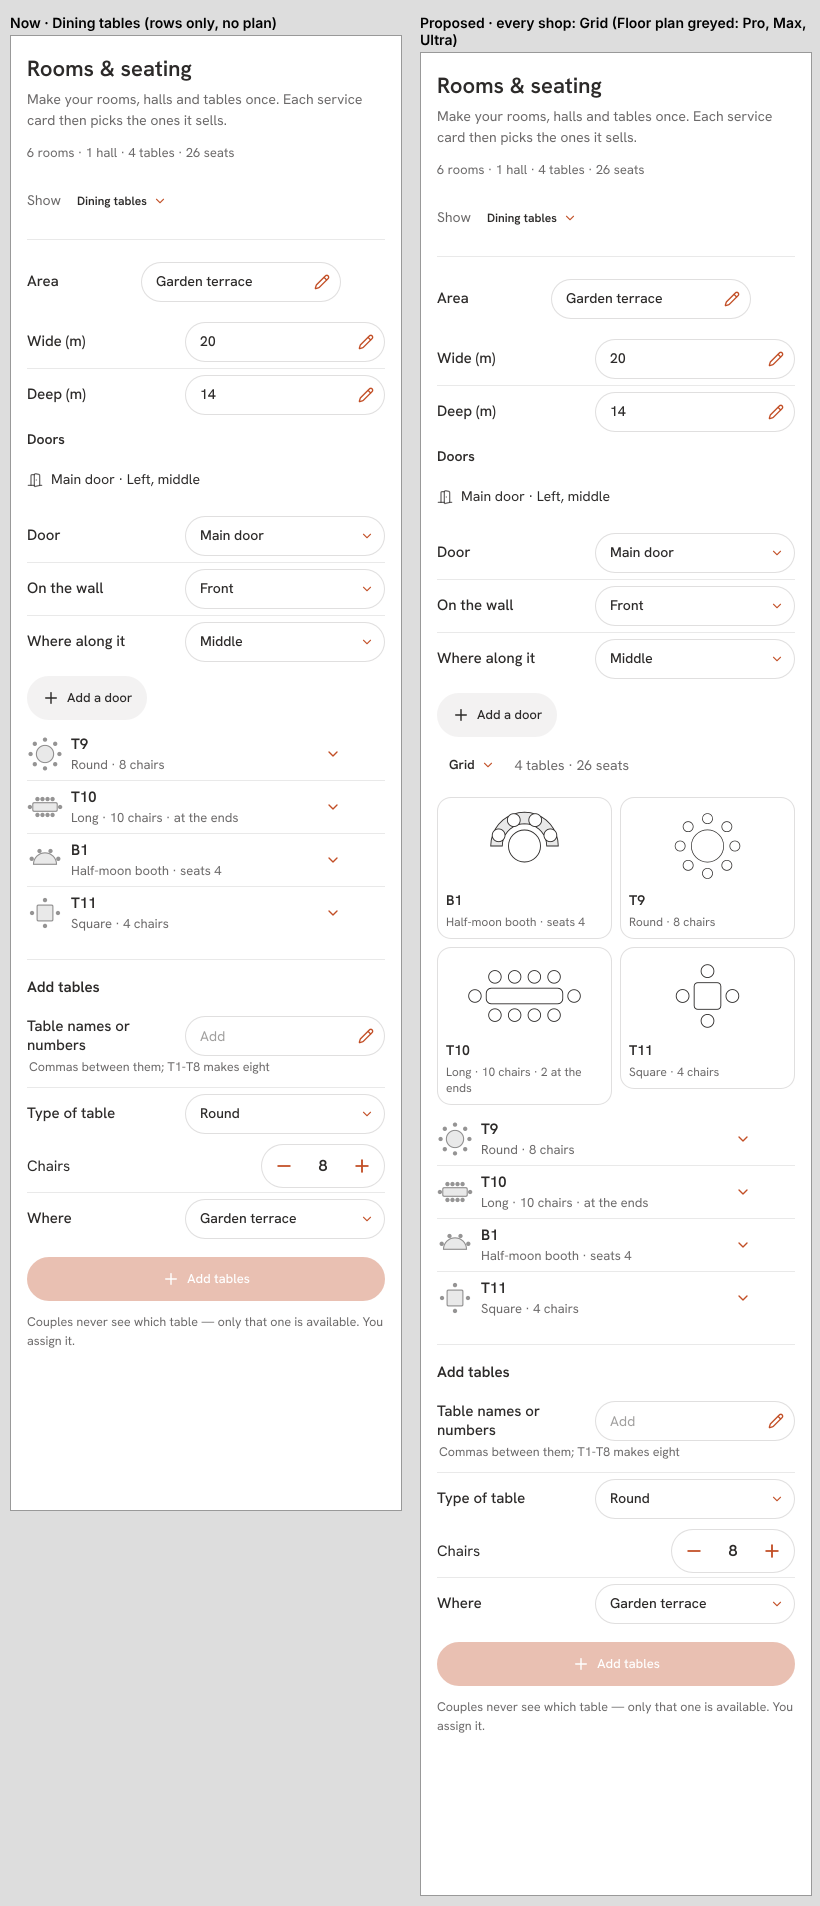 Now · Dining tables (rows only, no plan)
Rooms & seating
Make your rooms, halls and tables once. Each service
card then picks the ones it sells.
6 rooms · 1 hall · 4 tables · 26 seats
Show Dining tables
Area Garden terrace
Wide (m) 20
Deep (m) 14
Doors
Main door · Left, middle
Door Main door
On the wall Front
Where along it Middle
+ Add a door
T9
Round · 8 chairs
T10
Long · 10 chairs · at the ends
B1
Half-moon booth · seats 4
T11
Square · 4 chairs
Add tables
Table names or
numbers
Add
Commas between them; T1-T8 makes eight
Type of table Round
Chairs − 8 +
Where Garden terrace
+ Add tables
Couples never see which table — only that one is available. You
assign it.
Proposed · every shop: Grid (Floor plan greyed: Pro, Max,
Ultra)
Rooms & seating
Make your rooms, halls and tables once. Each service
card then picks the ones it sells.
6 rooms · 1 hall · 4 tables · 26 seats
Show Dining tables
Area Garden terrace
Wide (m) 20
Deep (m) 14
Doors
Main door · Left, middle
Door Main door
On the wall Front
Where along it Middle
+ Add a door
Grid 4 tables · 26 seats
B1
Half-moon booth · seats 4
T9
Round · 8 chairs
T10
Long · 10 chairs · 2 at the
ends
T11
Square · 4 chairs
T9
Round · 8 chairs
T10
Long · 10 chairs · at the ends
B1
Half-moon booth · seats 4
T11
Square · 4 chairs
Add tables
Table names or
numbers
Add
Commas between them; T1-T8 makes eight
Type of table Round
Chairs − 8 +
Where Garden terrace
+ Add tables
Couples never see which table — only that one is available. You
assign it.